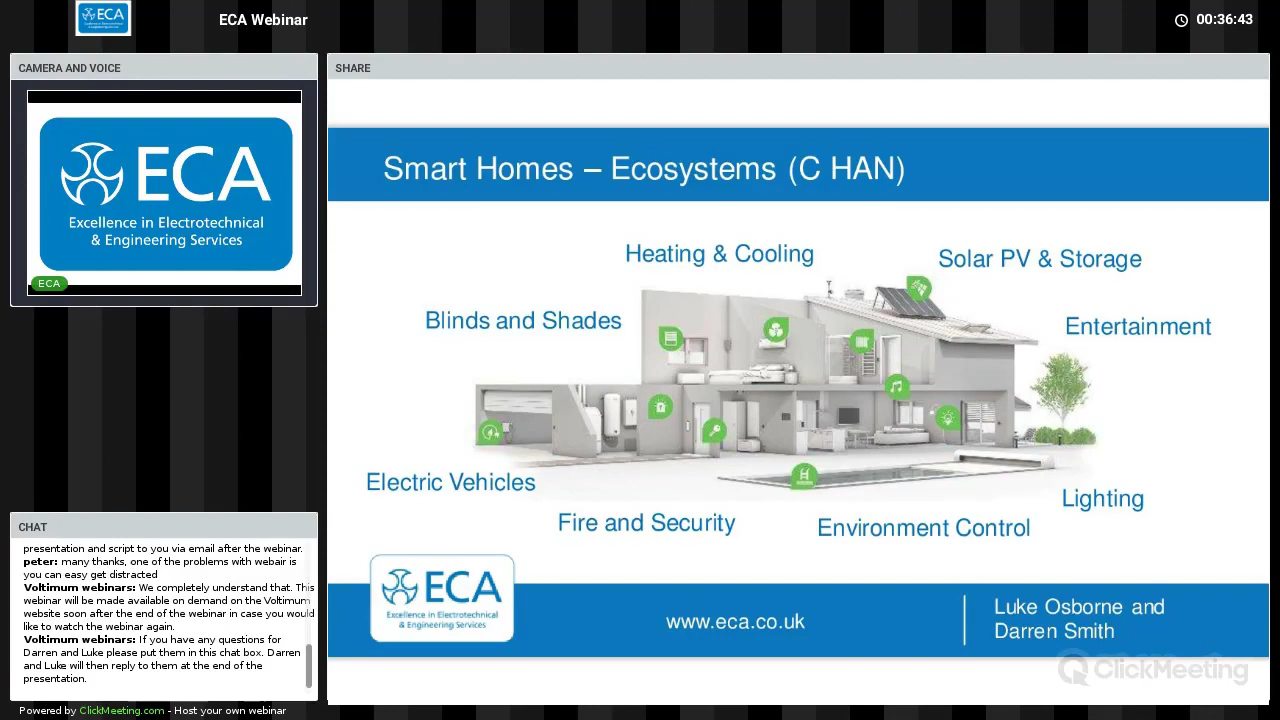 ECA
Excellence in Electrotechnical
& Engineering Services
ECA Webinar
00:36:43
CAMERA AND VOICE
ECA
Excellence in Electrotechnical
& Engineering Services
ECA
SHARE
Smart Homes – Ecosystems (C HAN)
Heating & Cooling
Solar PV & Storage
Blinds and Shades
Entertainment
Electric Vehicles
Lighting
Fire and Security
Environment Control
ECA
Excellence in Electrotechnical
& Engineering Services
www.eca.co.uk
Luke Osborne and
Darren Smith
ClickMeeting
CHAT
presentation and script to you via email after the webinar.
peter: many thanks, one of the problems with webair is
you can easy get distracted
Voltimum webinars: We completely understand that. This
webinar will be made available on demand on the Voltimum
website soon after the end of the webinar in case you would
like to watch the webinar again.
Voltimum webinars: If you have any questions for
Darren and Luke please put them in this chat box. Darren
and Luke will then reply to them at the end of the
presentation.
Powered by ClickMeeting.com - Host your own webinar